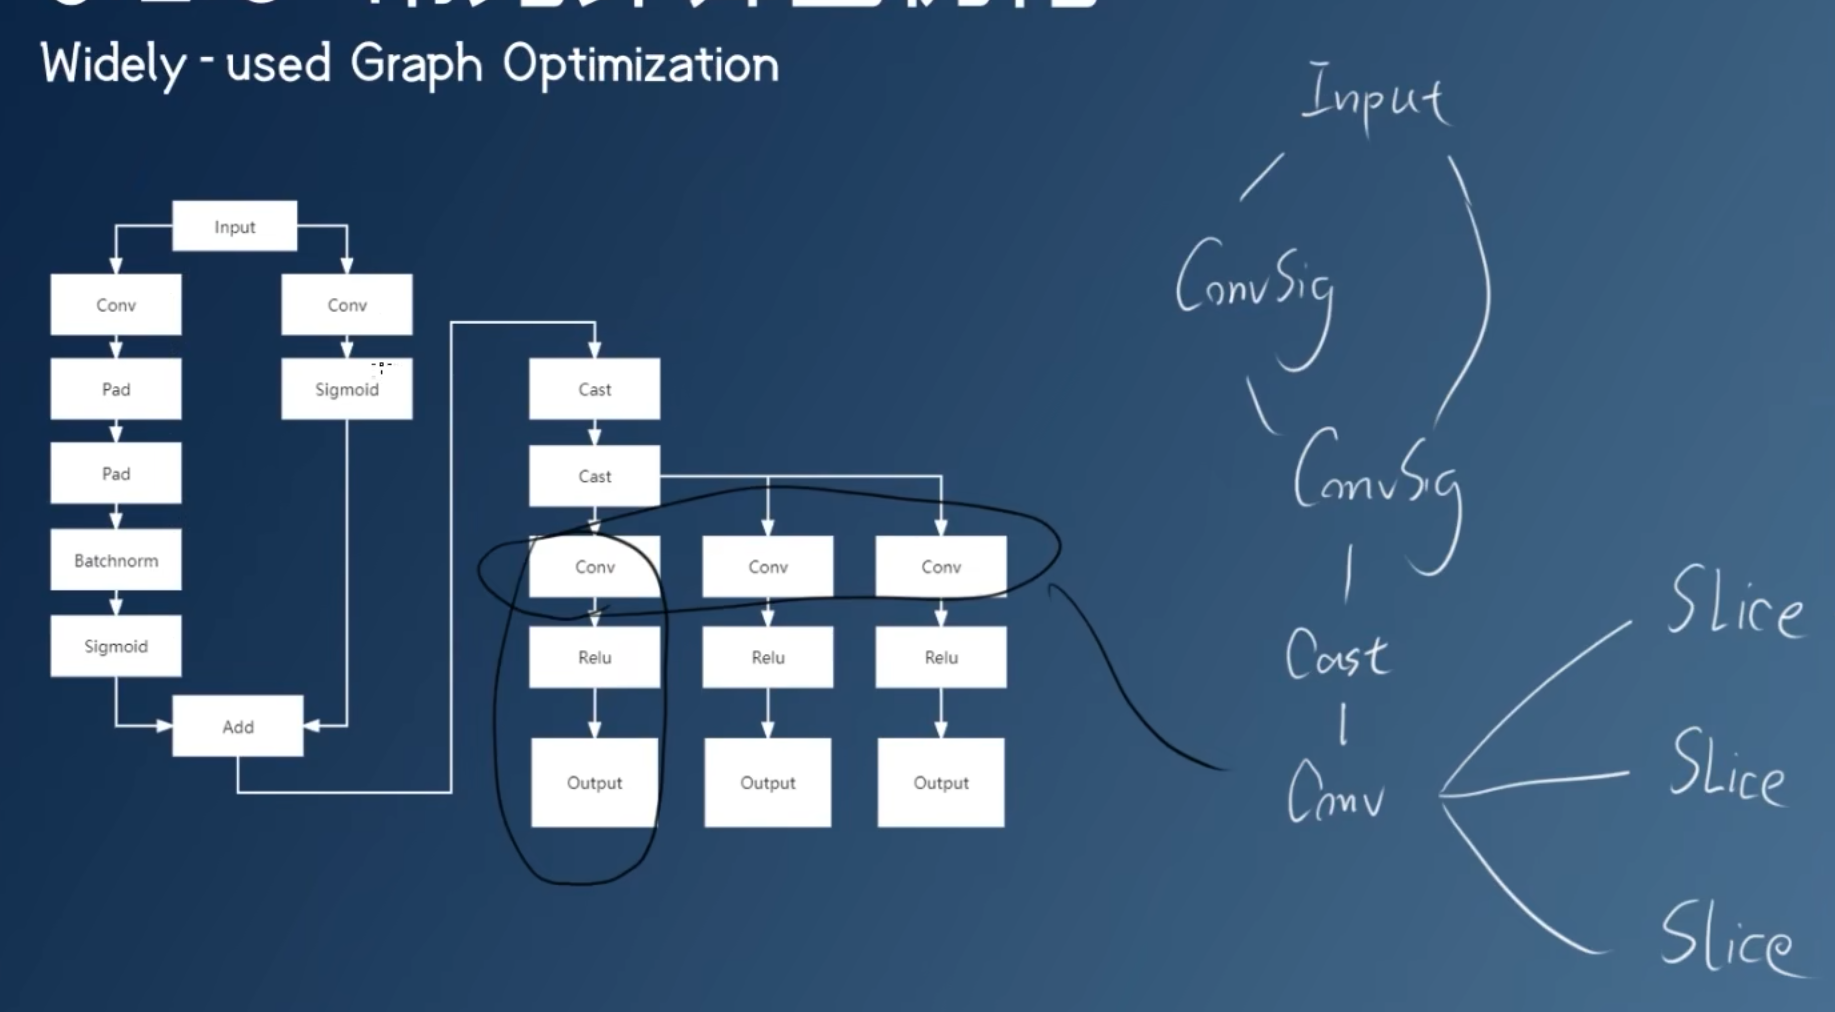 Widely - used Graph Optimization
Input
Conv
Conv
Pad
Sigmoid
Pad
Batchnorm
Sigmoid
Add
Cast
Cast
Conv
Conv
Conv
Relu
Relu
Relu
Output
Output
Output
Input
ConvSig
ConvSig
Cast
Conv
Slice
Slice
Slice